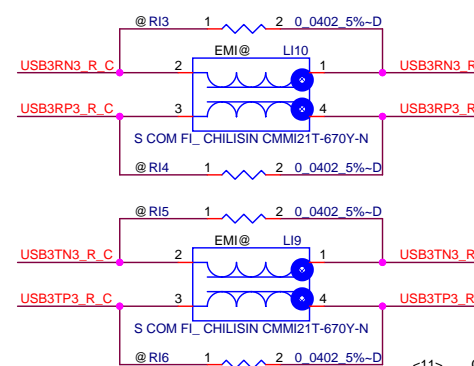 @ RI3 1 2 0_0402_5%~D
EMI@ LI10
USB3RN3_R_C 2 1 USB3RN3_R
USB3RP3_R_C 3 4 USB3RP3_R
S COM FI_ CHILISIN CMMI21T-670Y-N
@ RI4 1 2 0_0402_5%~D
@ RI5 1 2 0_0402_5%~D
EMI@ LI9
USB3TN3_R_C 2 1 USB3TN3_R
USB3TP3_R_C 3 4 USB3TP3_R
S COM FI_ CHILISIN CMMI21T-670Y-N
@ RI6 1 2 0_0402_5%~D
<11>